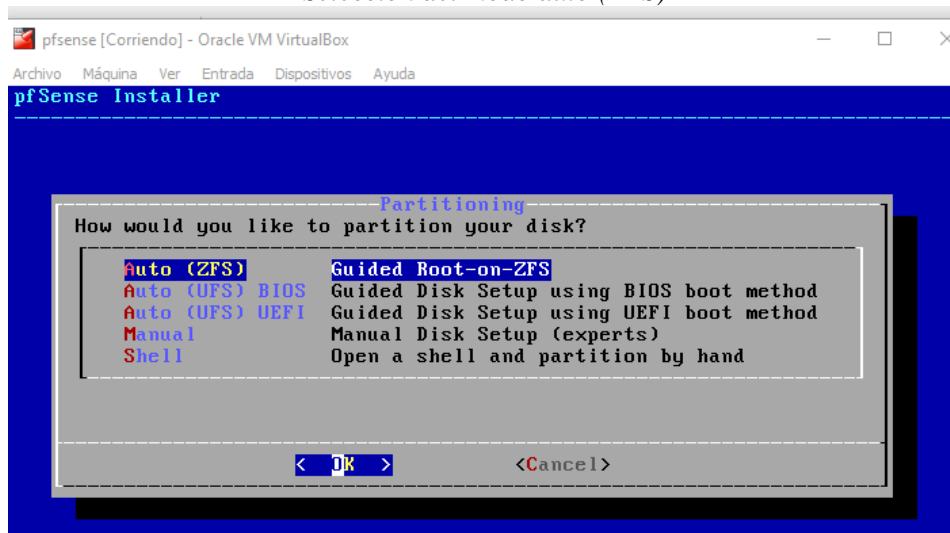 pfsense [Corriendo] - Oracle VM VirtualBox
Archivo Máquina Ver Entrada Dispositivos Ayuda
pfSense Installer
Partitioning
How would you like to partition your disk?
Auto (ZFS) Guided Root-on-ZFS
Auto (UFS) BIOS Guided Disk Setup using BIOS boot method
Auto (UFS) UEFI Guided Disk Setup using UEFI boot method
Manual Manual Disk Setup (experts)
Shell Open a shell and partition by hand
< OK > <Cancel>